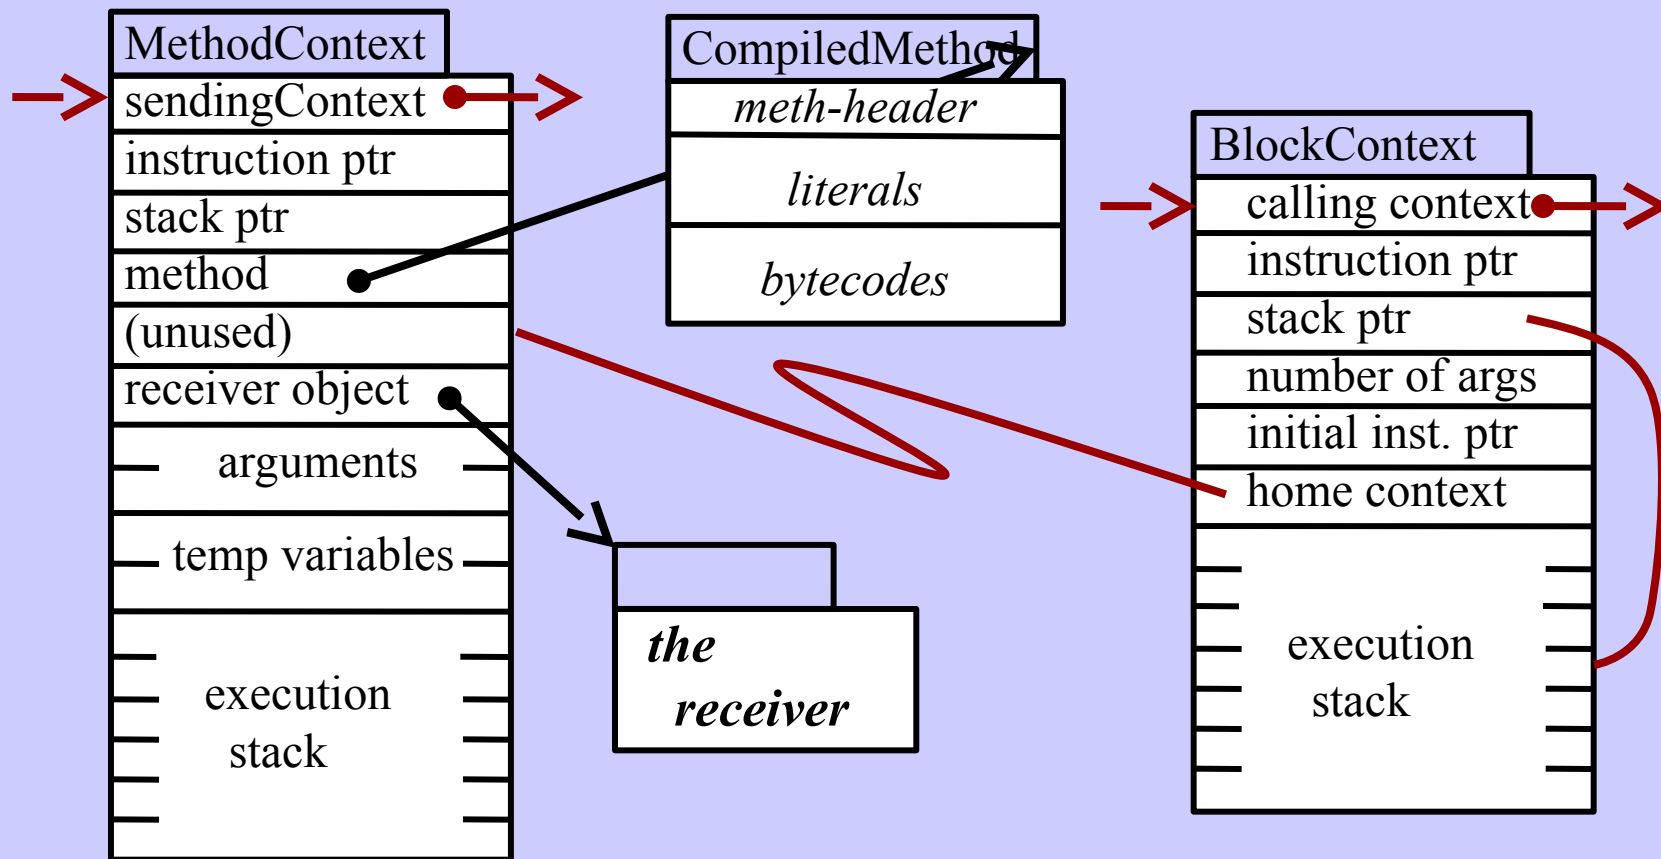 MethodContext
sendingContext
instruction ptr
stack ptr
method
(unused)
receiver object
arguments
temp variables
execution
stack
CompiledMethod
meth-header
literals
bytecodes
the
receiver
BlockContext
calling context
instruction ptr
stack ptr
number of args
initial inst. ptr
home context
execution
stack